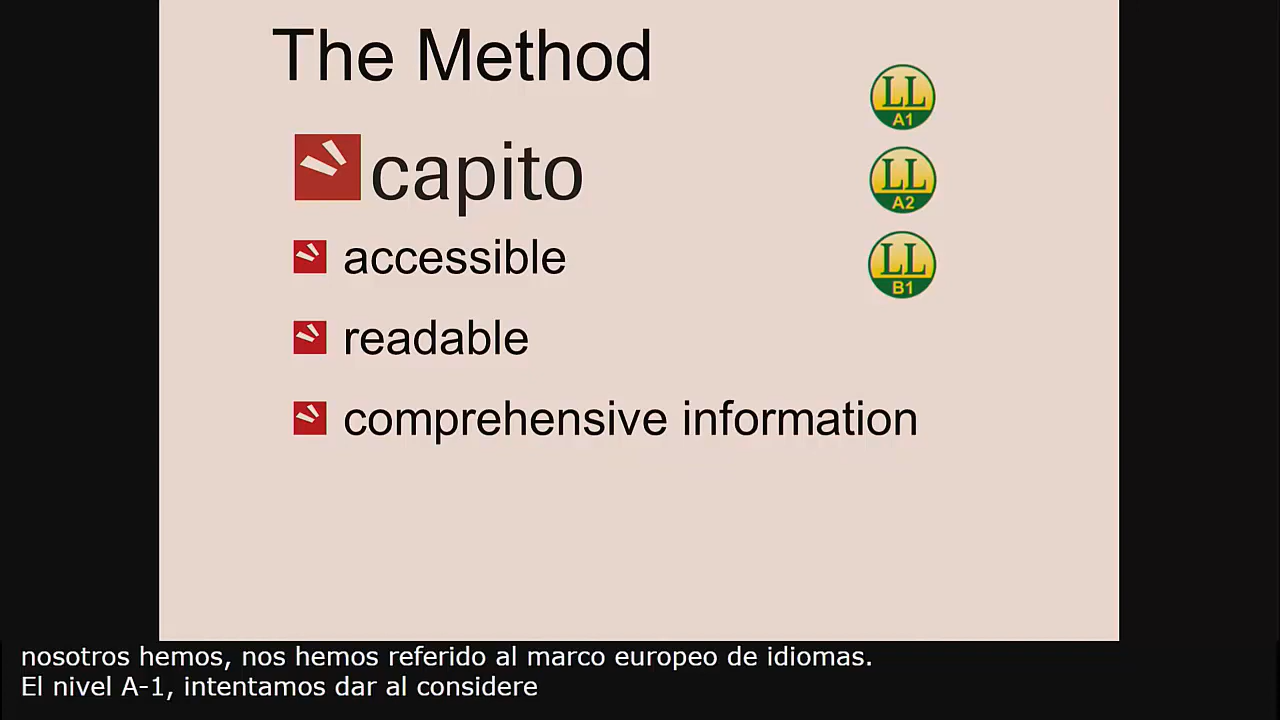 The Method
LL
A1
capito
LL
A2
accessible
LL
B1
readable
comprehensive information
nosotros hemos, nos hemos referido al marco europeo de idiomas.
El nivel A-1, intentamos dar al considere